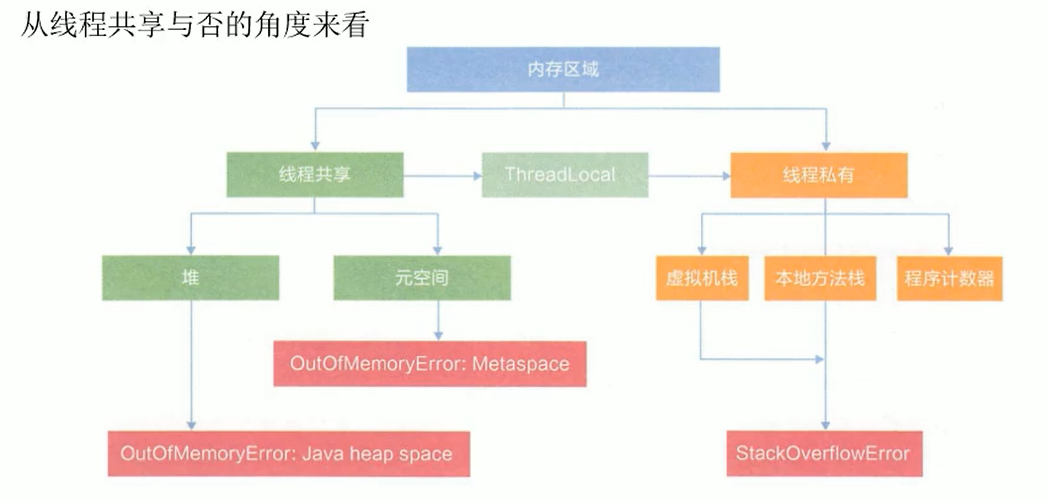 从线程共享与否的角度来看
内存区域
线程共享
ThreadLocal
线程私有
堆
元空间
虚拟机栈
本地方法栈
程序计数器
OutOfMemoryError: Metaspace
OutOfMemoryError: Java heap space
StackOverflowError